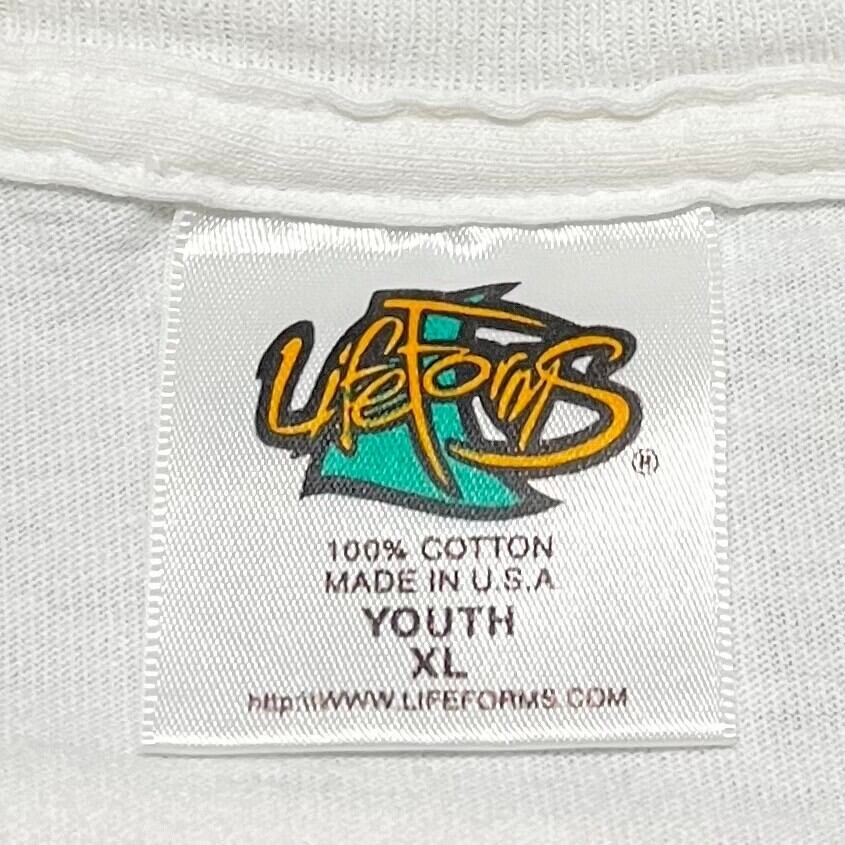 LifeForms
®
100% COTTON
MADE IN U.S.A
YOUTH
XL
http:\\WWW.LIFEFORMS.COM